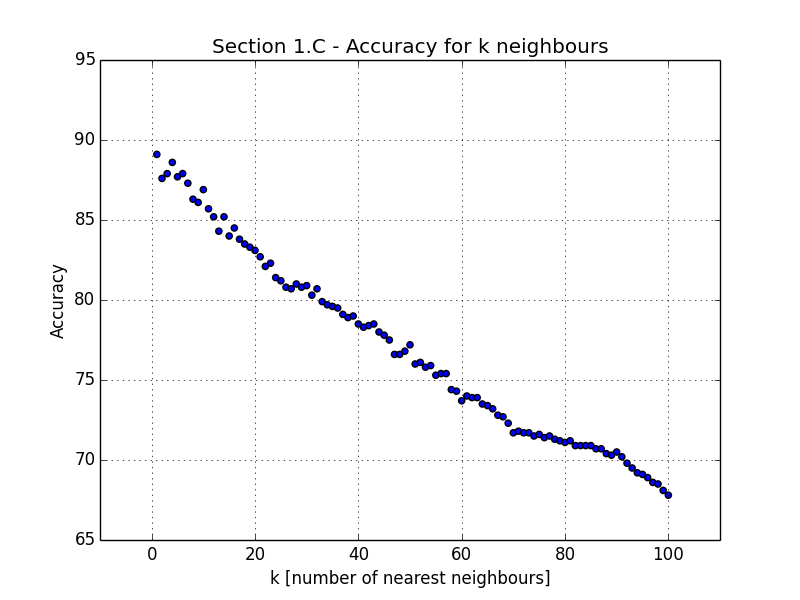 Section 1.C - Accuracy for k neighbours
95
90
85
80
75
70
65
Accuracy
0 20 40 60 80 100
k [number of nearest neighbours]